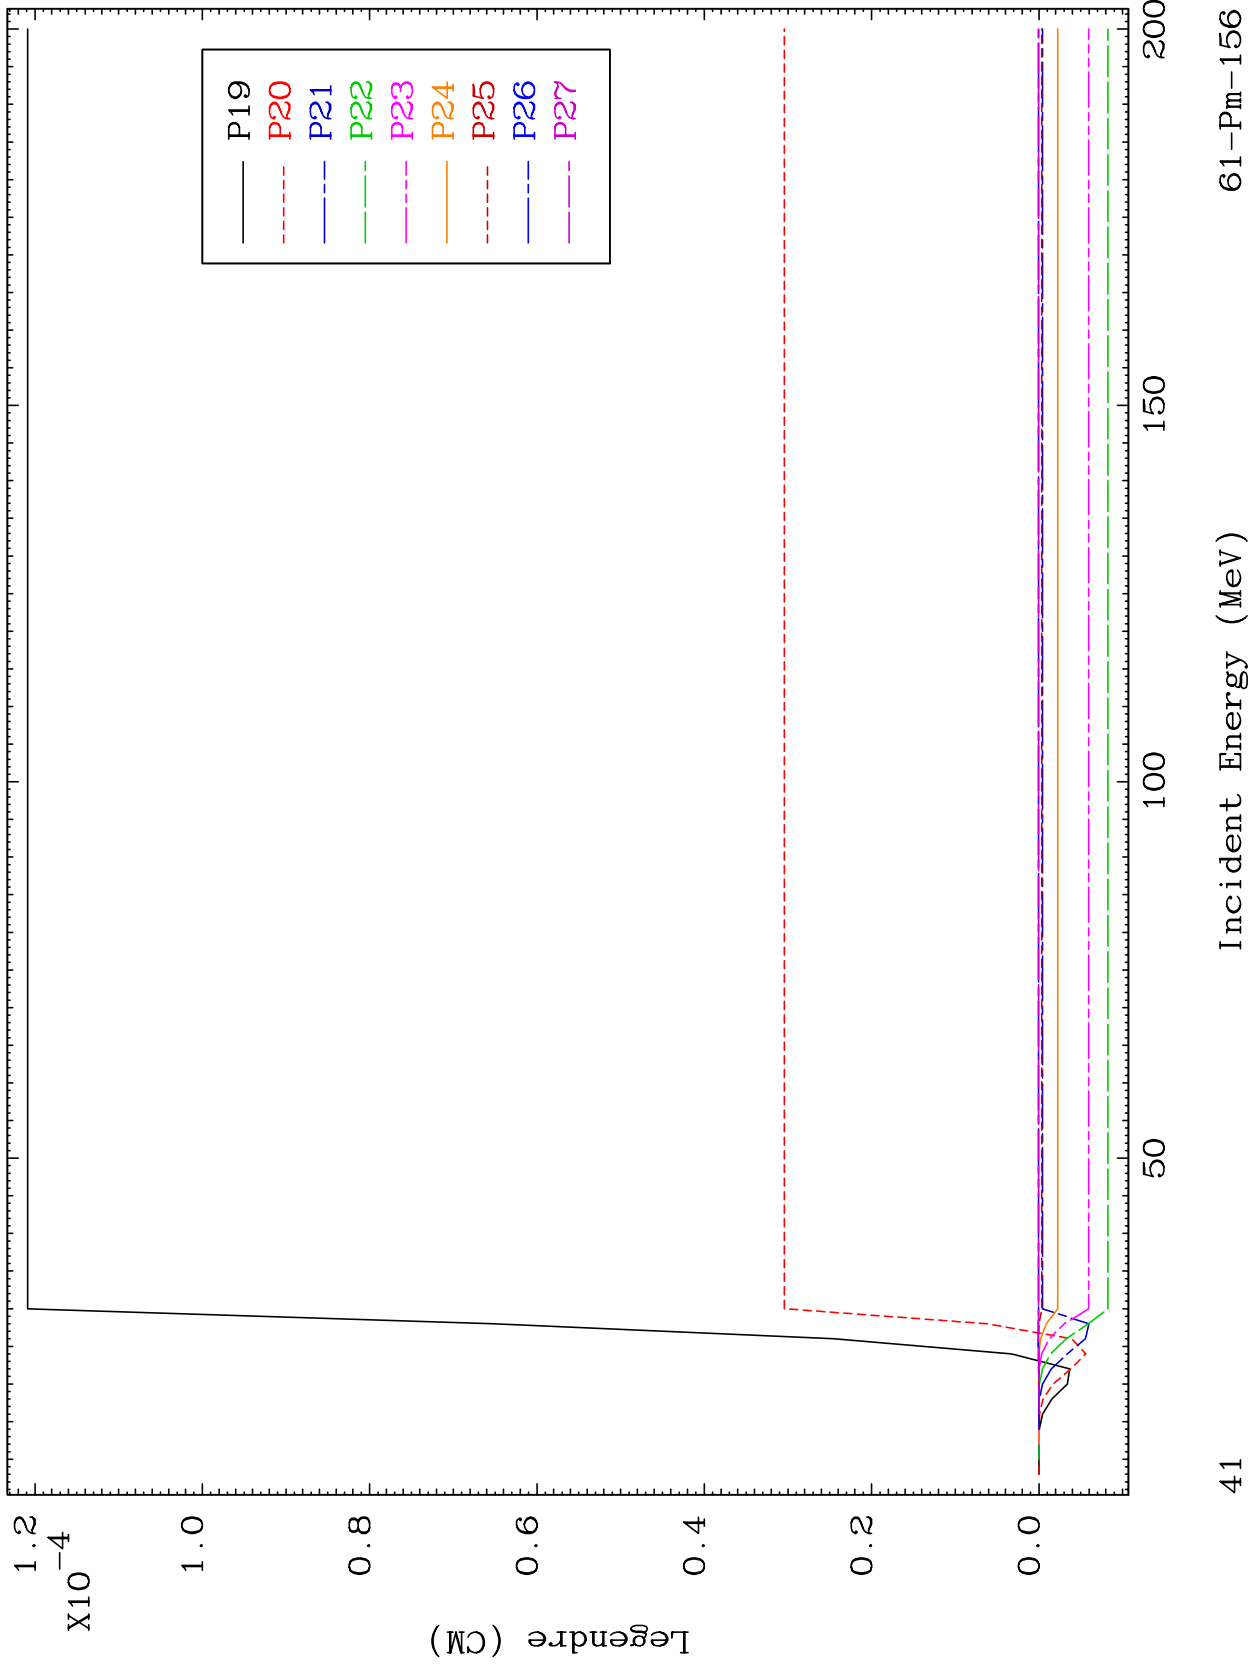 1.2
X10^-4
1.0
0.8
0.6
0.4
0.2
0.0
Legendre (CM)
P19
P20
P21
P22
P23
P24
P25
P26
P27
50
100
150
200
Incident Energy (MeV)
41
61-Pm-156